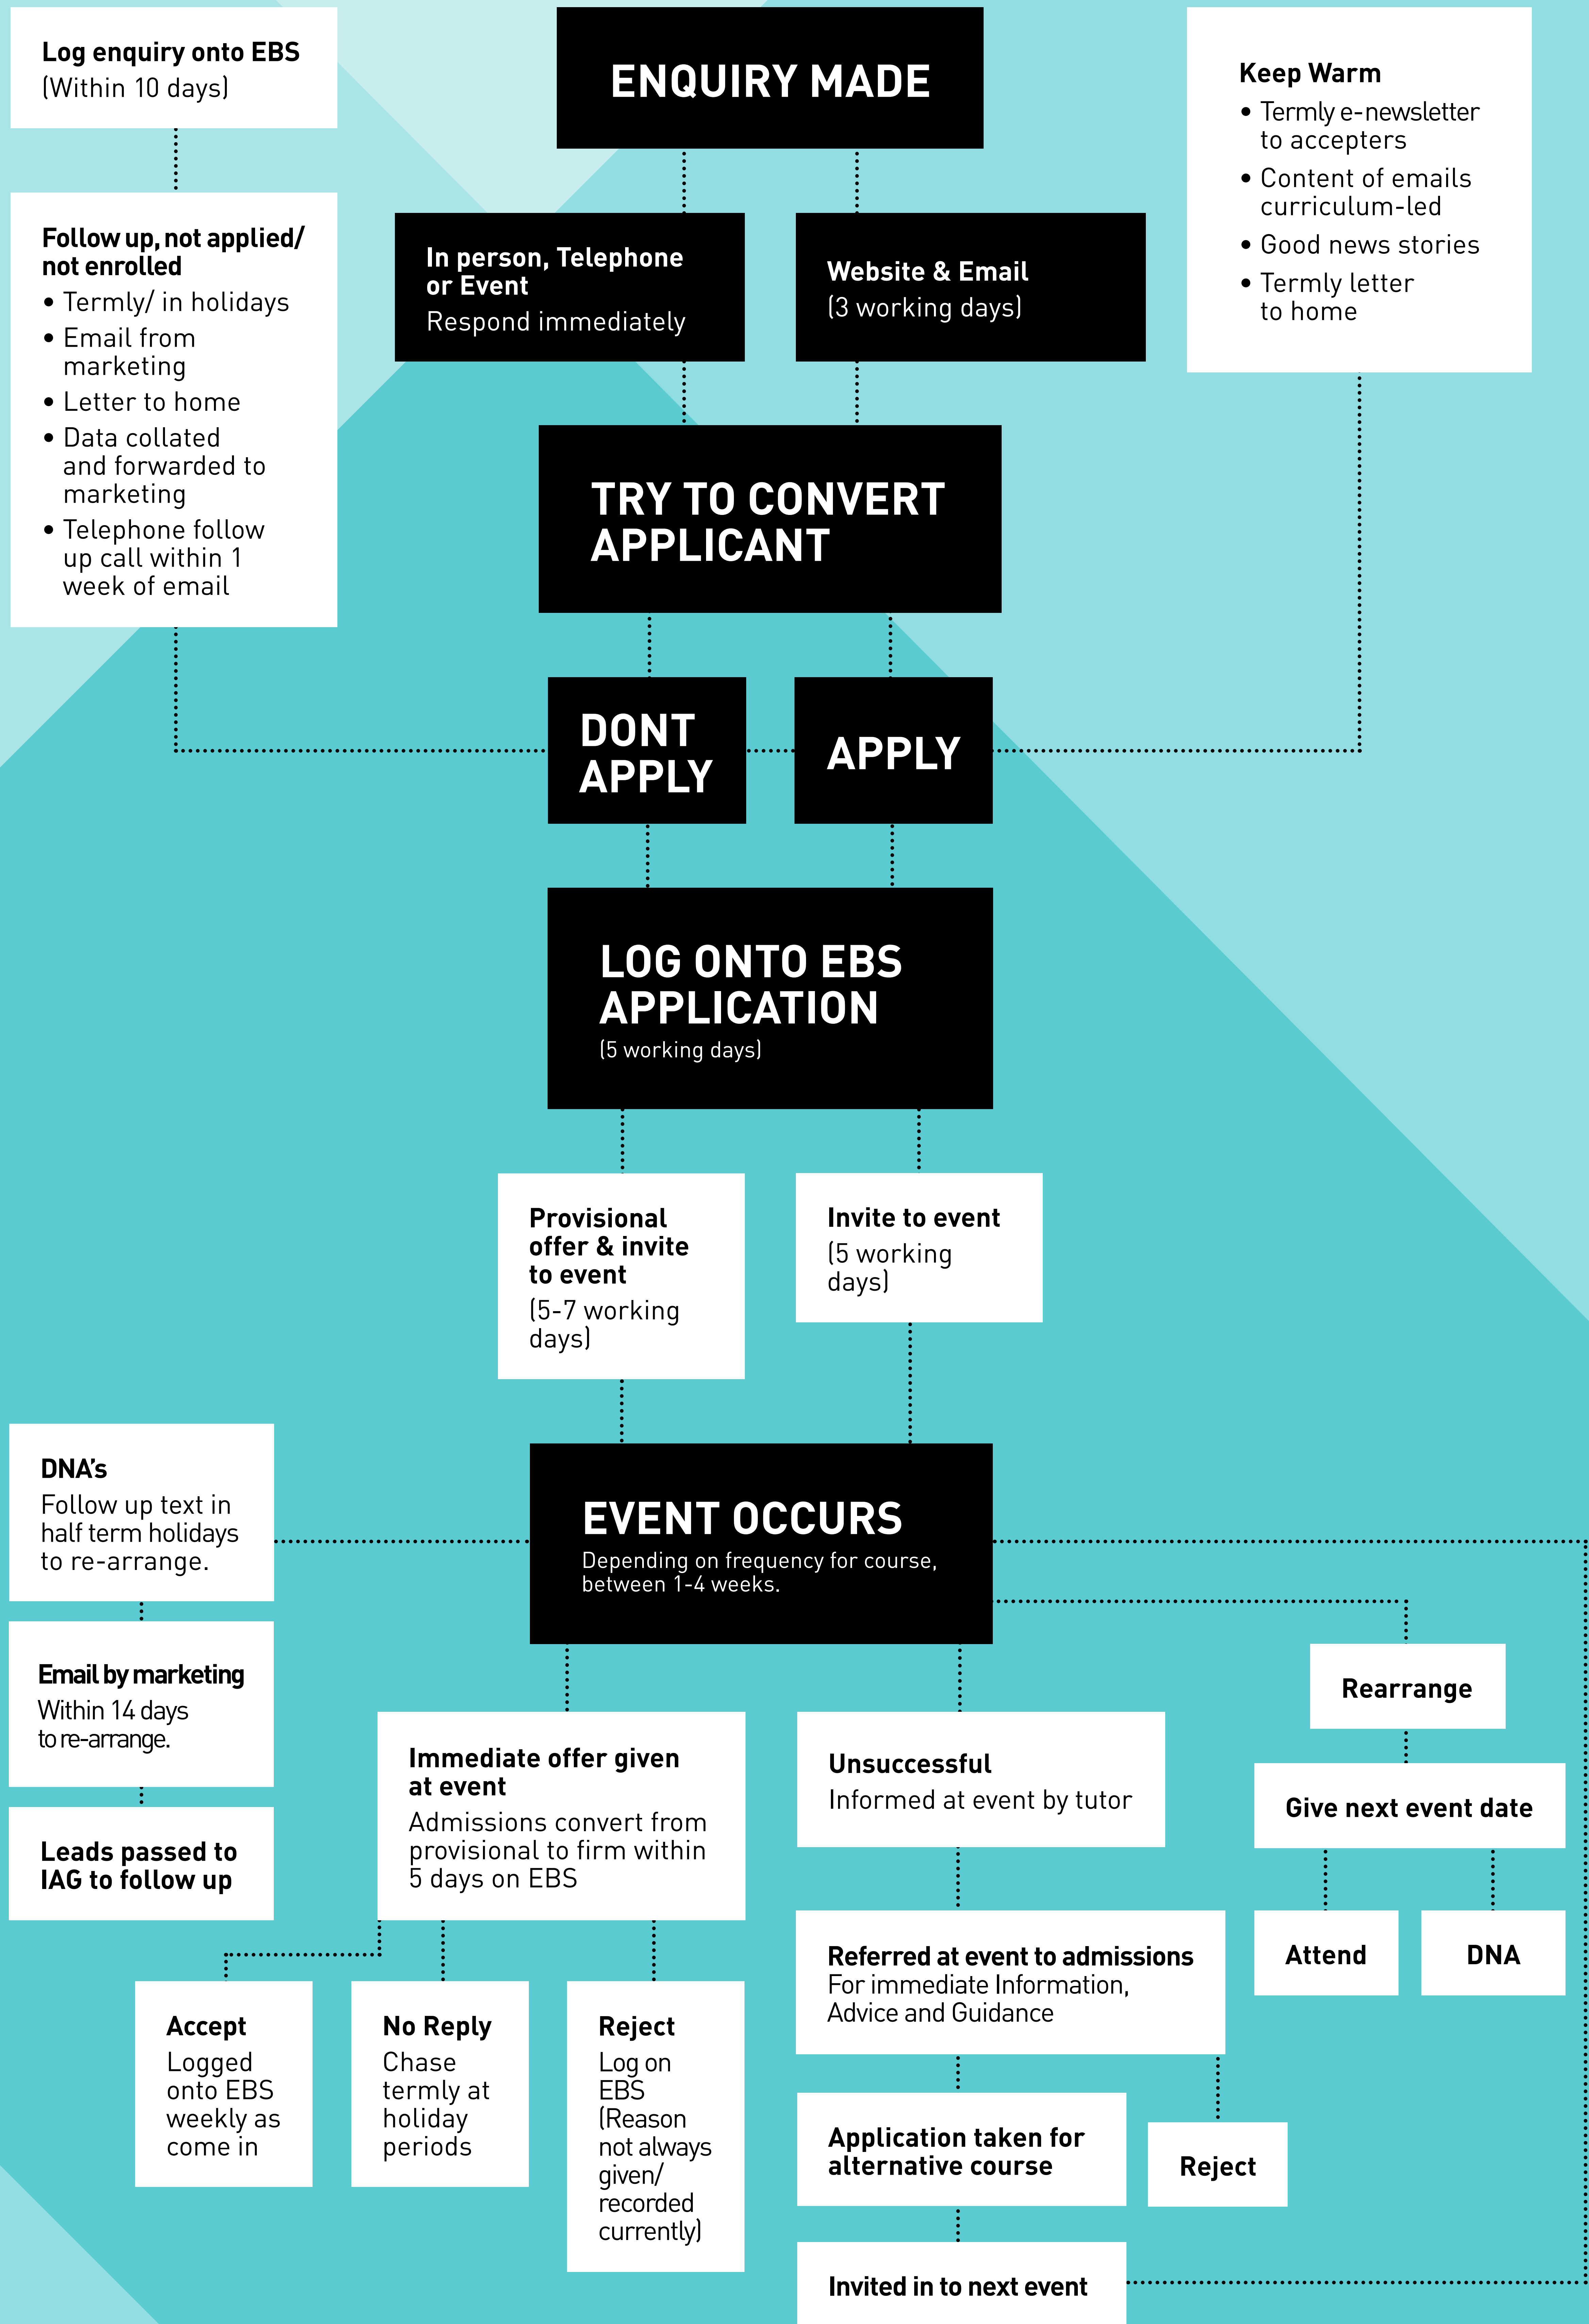 Log enquiry onto EBS
(Within 10 days)
ENQUIRY MADE
Keep Warm
• Termly e-newsletter
to accepters
• Content of emails
curriculum-led
• Good news stories
• Termly letter
to home
Follow up, not applied/
not enrolled
• Termly/ in holidays
• Email from
marketing
• Letter to home
• Data collated
and forwarded to
marketing
• Telephone follow
up call within 1
week of email
In person, Telephone
or Event
Respond immediately
Website & Email
(3 working days)
TRY TO CONVERT
APPLICANT
DONT
APPLY
APPLY
LOG ONTO EBS
APPLICATION
(5 working days)
Provisional
offer & invite
to event
(5-7 working
days)
Invite to event
(5 working
days)
DNA's
Follow up text in
half term holidays
to re-arrange.
EVENT OCCURS
Depending on frequency for course,
between 1-4 weeks.
Email by marketing
Within 14 days
to re-arrange.
Leads passed to
IAG to follow up
Immediate offer given
at event
Admissions convert from
provisional to firm within
5 days on EBS
Unsuccessful
Informed at event by tutor
Rearrange
Give next event date
Attend
DNA
Referred at event to admissions
For immediate Information,
Advice and Guidance
Accept
Logged
onto EBS
weekly as
come in
No Reply
Chase
termly at
holiday
periods
Reject
Log on
EBS
(Reason
not always
given/
recorded
currently)
Application taken for
alternative course
Reject
Invited in to next event